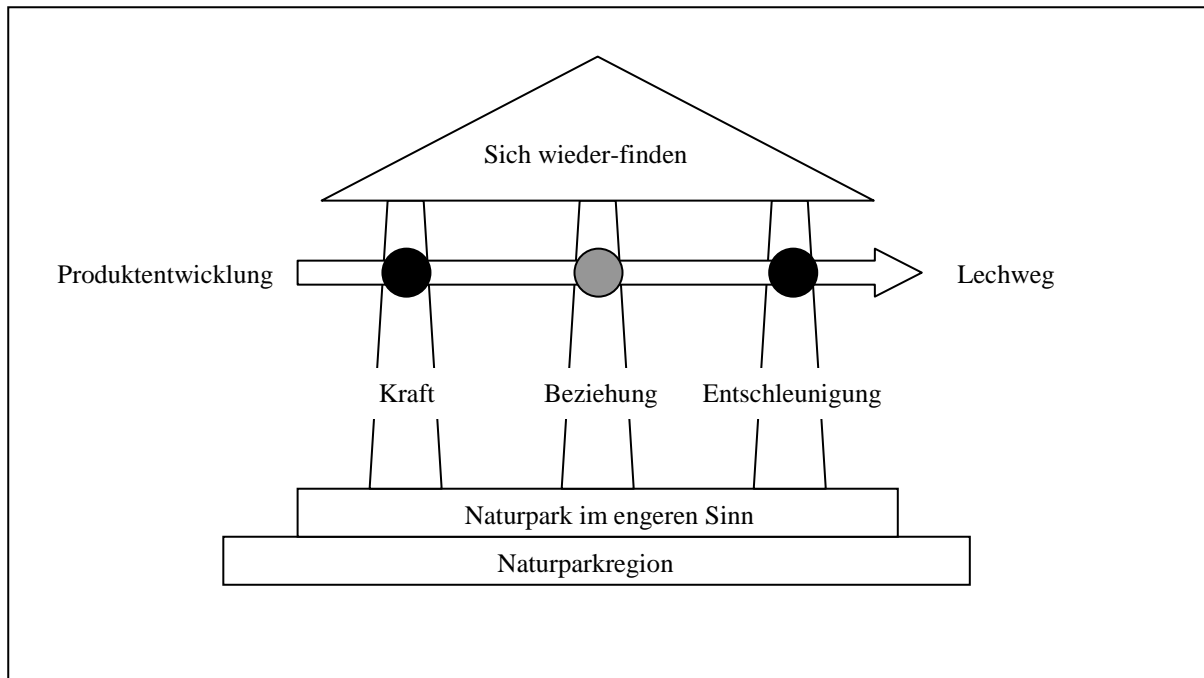 Sich wieder-finden
Produktentwicklung
Lechweg
Kraft
Beziehung
Entschleunigung
Naturpark im engeren Sinn
Naturparkregion